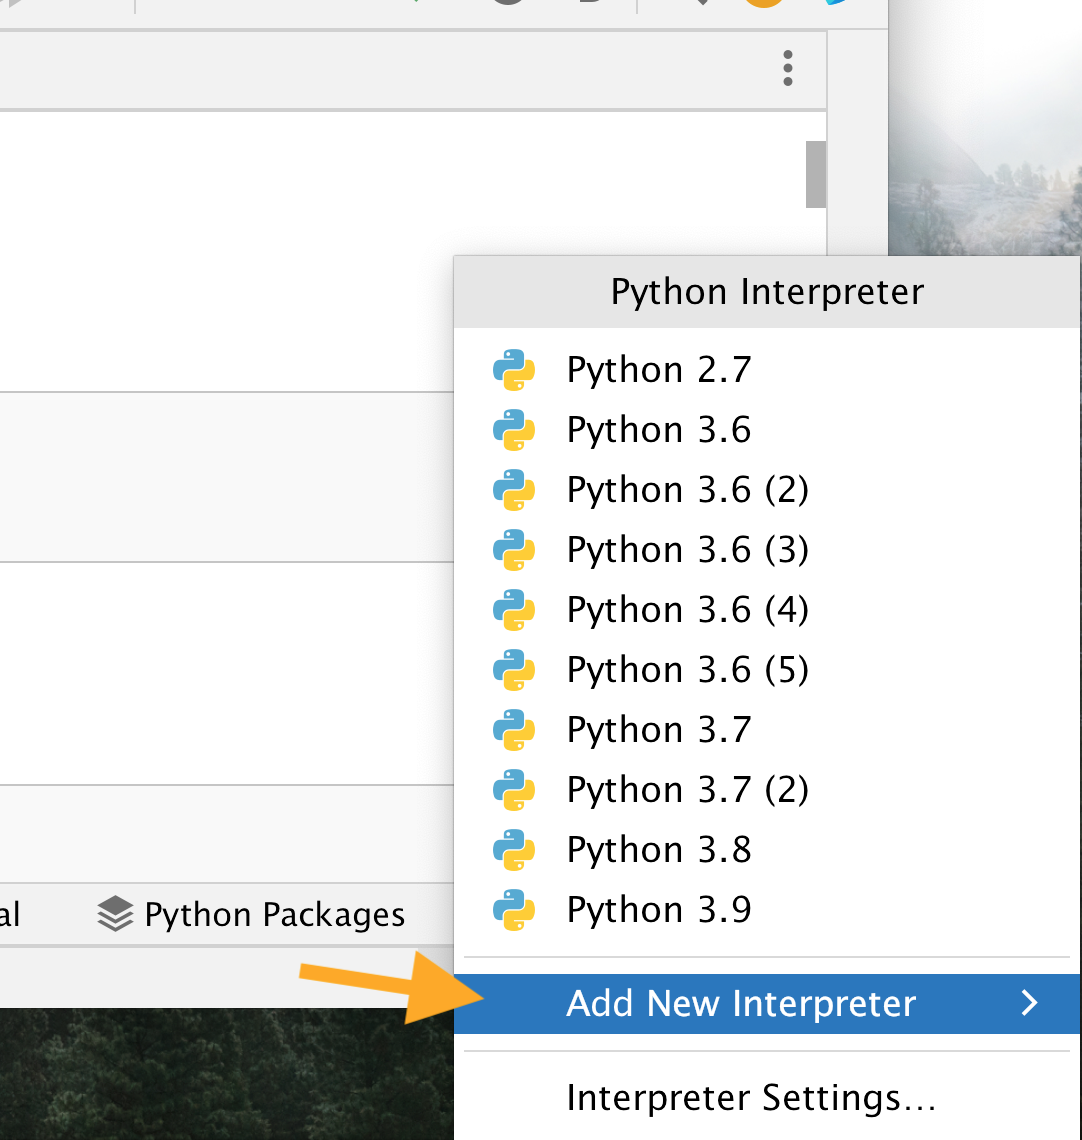 Python Interpreter
Python 2.7
Python 3.6
Python 3.6 (2)
Python 3.6 (3)
Python 3.6 (4)
Python 3.6 (5)
Python 3.7
Python 3.7 (2)
Python 3.8
Python 3.9
al
Python Packages
Add New Interpreter
Interpreter Settings...